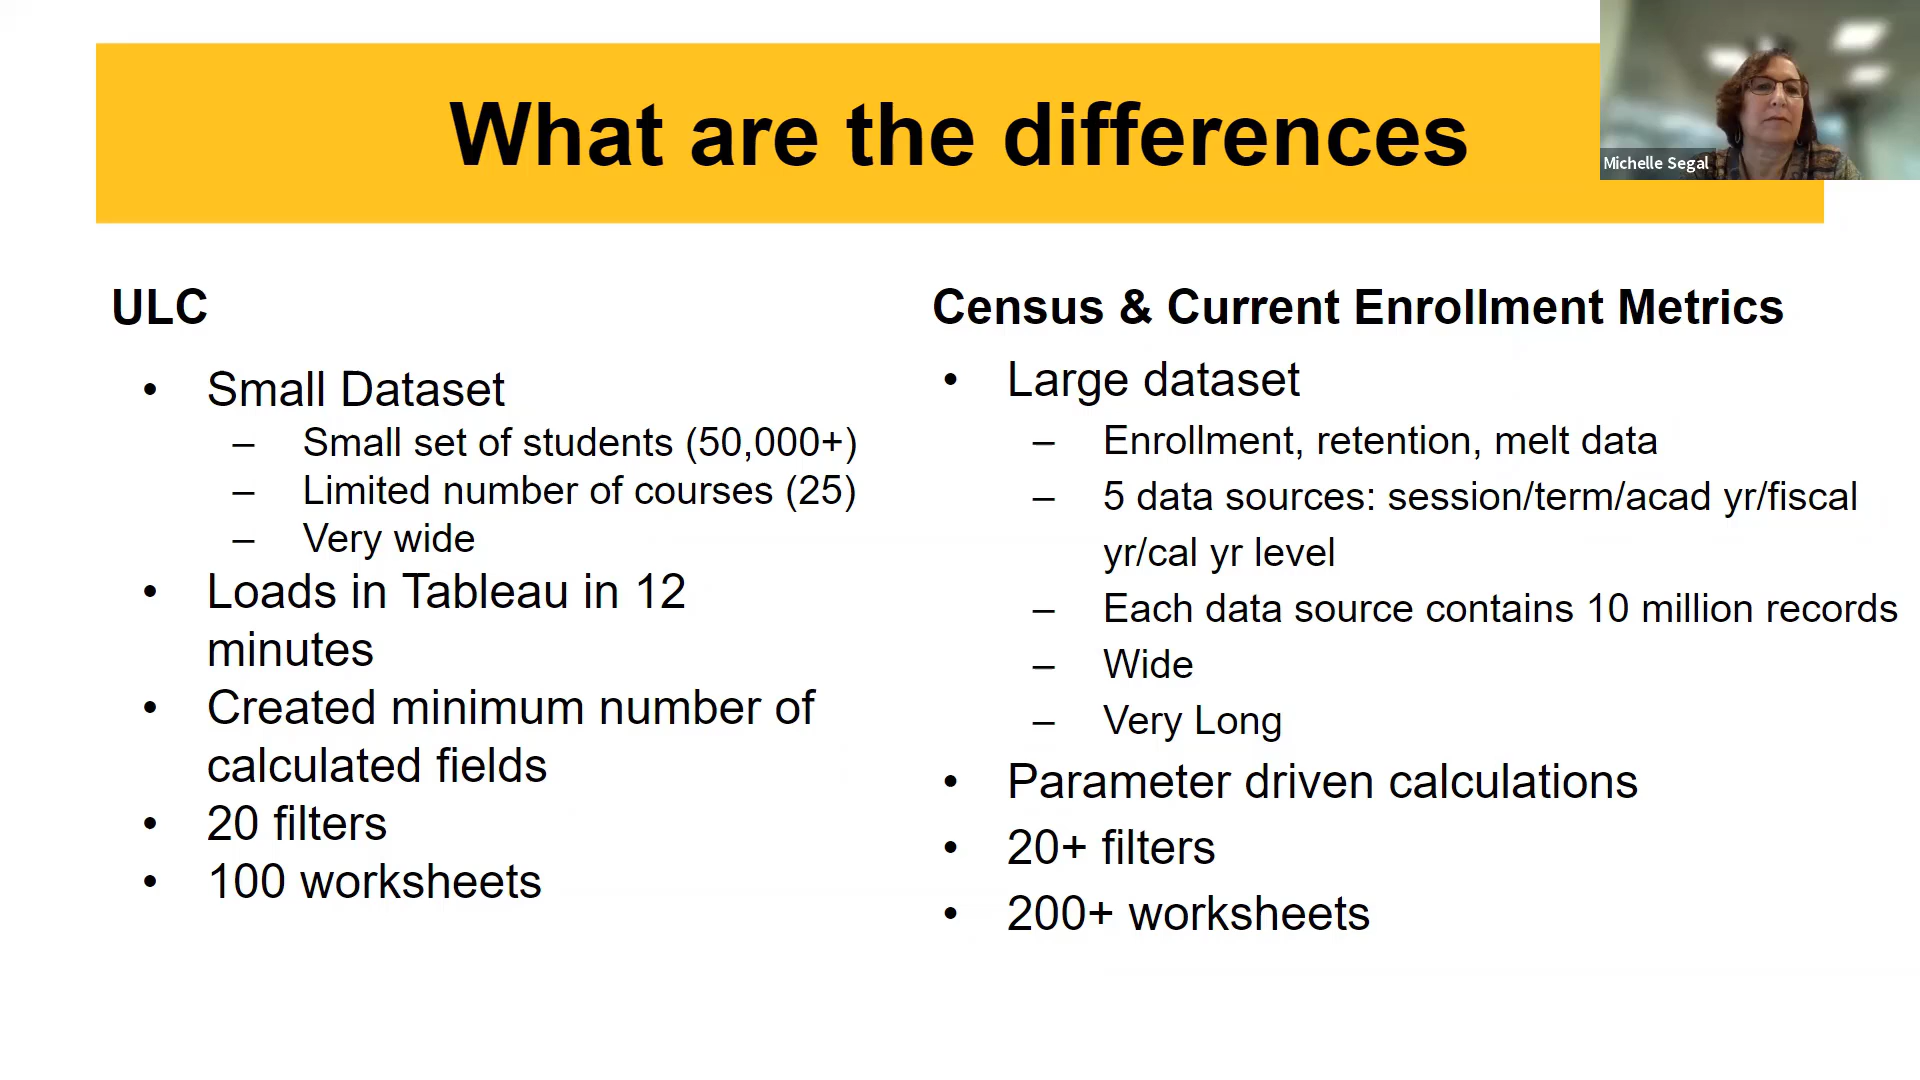 What are the differences
Michelle Segal
ULC
• Small Dataset
– Small set of students (50,000+)
– Limited number of courses (25)
– Very wide
• Loads in Tableau in 12
minutes
• Created minimum number of
calculated fields
• 20 filters
• 100 worksheets
Census & Current Enrollment Metrics
• Large dataset
– Enrollment, retention, melt data
– 5 data sources: session/term/acad yr/fiscal
yr/cal yr level
– Each data source contains 10 million records
– Wide
– Very Long
• Parameter driven calculations
• 20+ filters
• 200+ worksheets